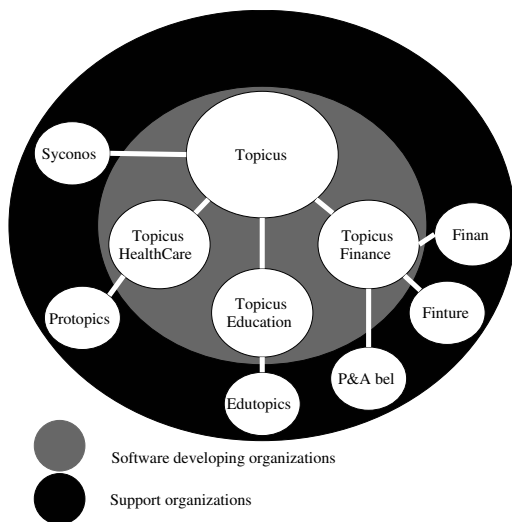 Topicus
Syconos
Topicus
HealthCare
Topicus
Finance
Finan
Topicus
Education
Protopics
Finture
P&A bel
Edutopics
Software developing organizations
Support organizations